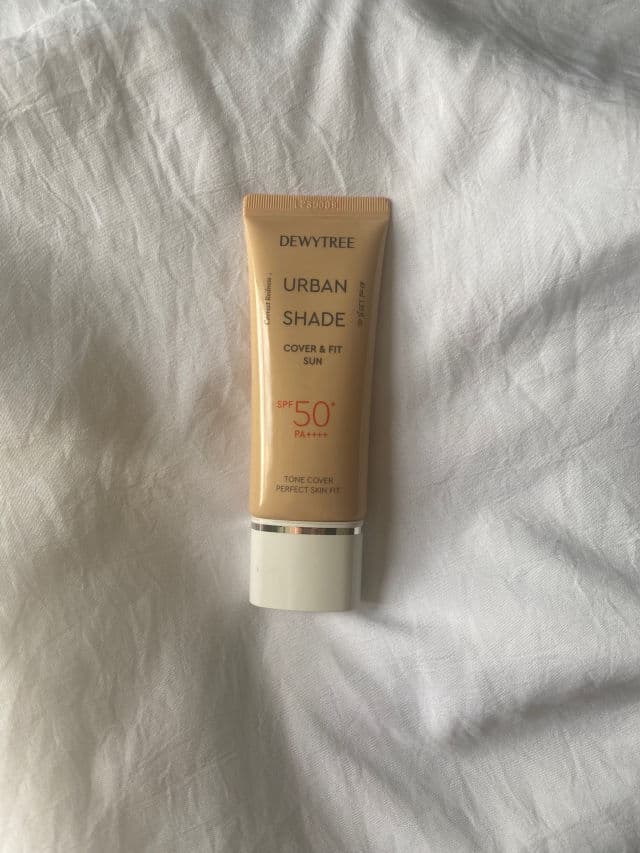 DEWYTREE
URBAN
SHADE
COVER & FIT
SUN
SPF50+
PA++++
TONE COVER
PERFECT SKIN FIT